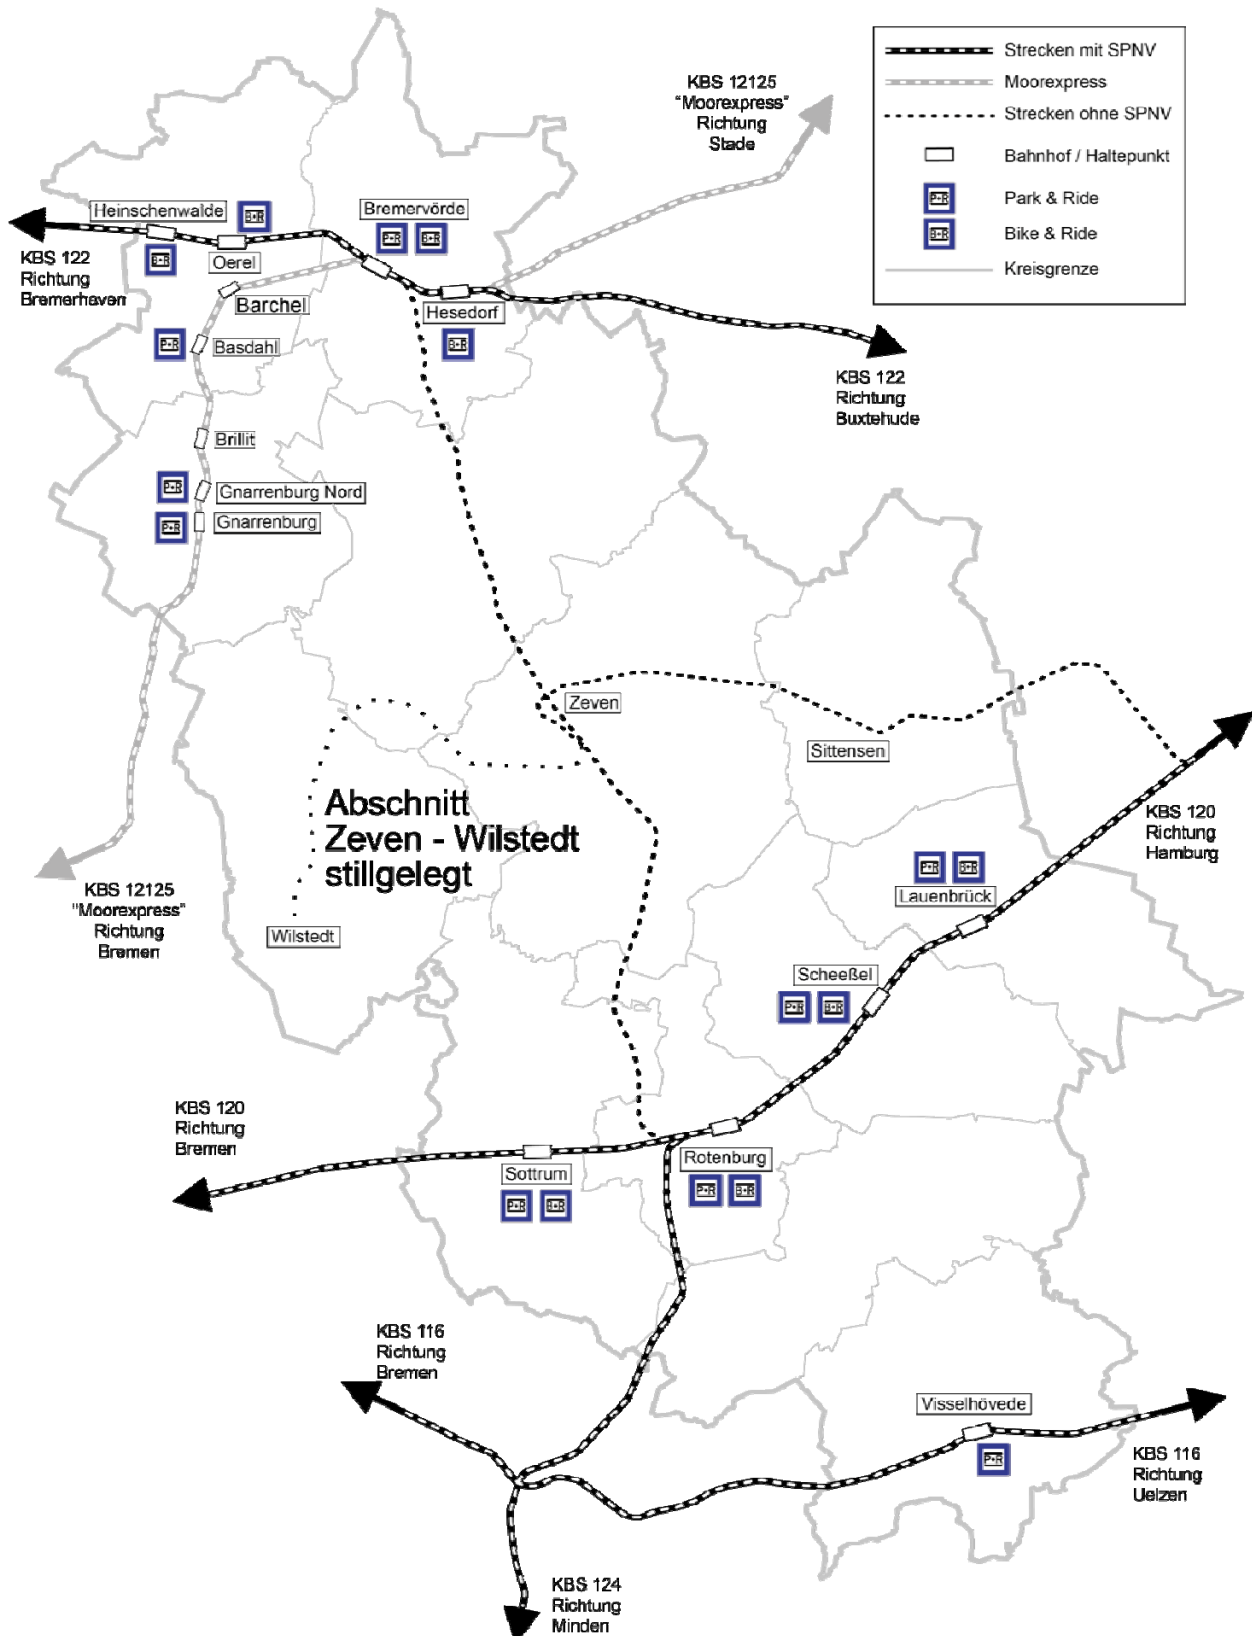 Strecken mit SPNV
Moorexpress
Strecken ohne SPNV
Bahnhof / Haltepunkt
P+R
Park & Ride
B+R
Bike & Ride
Kreisgrenze
KBS 12125
"Moorexpress"
Richtung
Stade
Heinschenwalde
B+R
B+R
Oerel
KBS 122
Richtung
Bremerhaven
Bremervörde
P+R
B+R
Barchel
Hesedorf
B+R
P+R
Basdahl
KBS 122
Richtung
Buxtehude
Brillit
P+R
Gnarrenburg Nord
P+R
Gnarrenburg
Zeven
Sittensen
Abschnitt
Zeven - Wilstedt
stillgelegt
KBS 120
Richtung
Hamburg
P+R
B+R
Lauenbrück
KBS 12125
"Moorexpress"
Richtung
Bremen
Wilstedt
Scheeßel
P+R
B+R
KBS 120
Richtung
Bremen
Sottrum
P+R
B+R
Rotenburg
P+R
B+R
KBS 116
Richtung
Bremen
Visselhövede
P+R
KBS 116
Richtung
Uelzen
KBS 124
Richtung
Minden